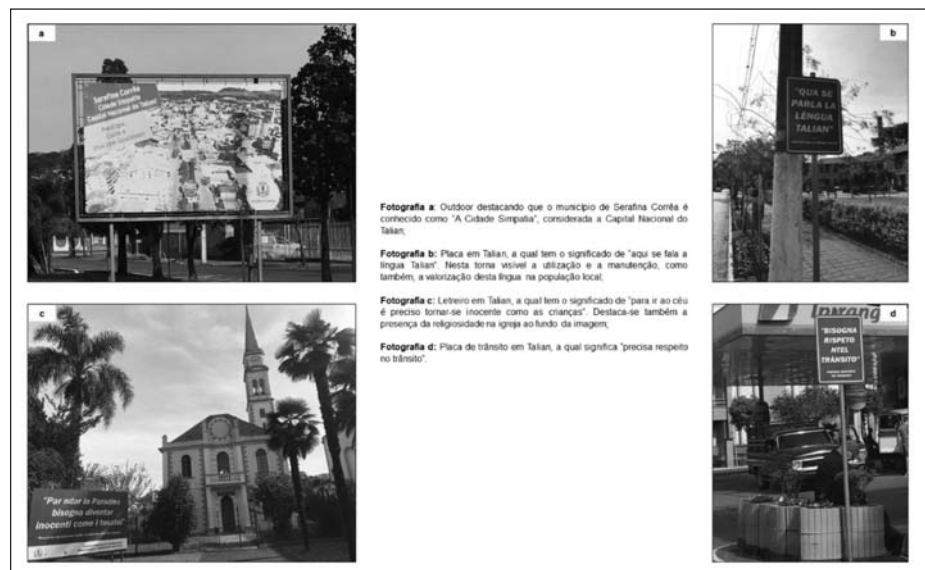 a
Serafina Corrêa
Cidade Simpatia
Capital Nacional do Talian
b
"QUA SE
PARLA LA
LÉNGUA
TALIAN"
Fotografia a: Outdoor destacando que o município de Serafina Corrêa é
conhecido como "A Cidade Simpatia", considerada a Capital Nacional do
Talian;
Fotografia b: Placa em Talian, a qual tem o significado de "aqui se fala a
língua Talian". Nesta torna visível a utilização e a manutenção, como
também, a valorização desta língua na população local;
Fotografia c: Letreiro em Talian, a qual tem o significado de "para ir ao céu
é preciso tornar-se inocente como as crianças". Destaca-se também a
presença da religiosidade na igreja ao fundo da imagem;
Fotografia d: Placa de trânsito em Talian, a qual significa "precisa respeito
no trânsito".
c
"Par ndar in Paradiso
bisogna diventar
inocenti come i
d
Ipirang
"BISOGNA
RISPETO
NTEL
TRÁNSITO"